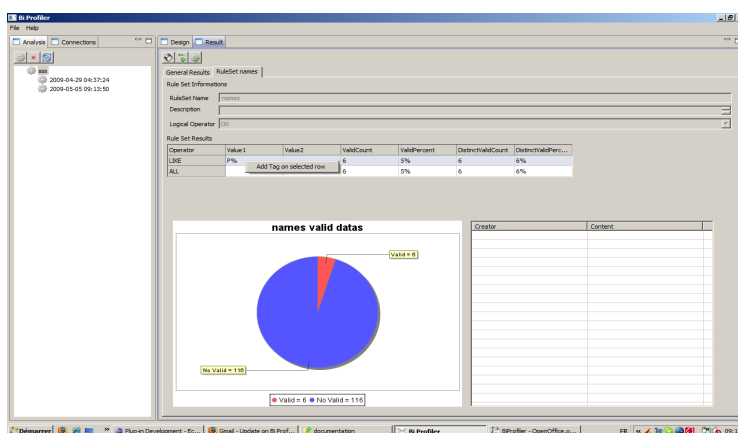 Bi Profiler
File Help
Analysis Connections
Design Result
sss
2009-04-29 04:37:24
2009-05-05 09:13:50
General Results RuleSet names
Rule Set Informations
RuleSet Name names
Description
Logical Operator OR
Rule Set Results
Operator Value1 Value2 ValidCount ValidPercent DistinctValidCount DistinctValidPerc...
LIKE P% 6 5% 6 6%
Add Tag on selected row
ALL 6 5% 6 6%
names valid datas
Creator Content
Valid = 6
No Valid = 116
Valid = 6 No Valid = 116
Démarrer » Plug-in Development - Ec... Gmail - Update on Bi Prof... documentation Bi Profiler BiProfiler - OpenOffice.o... FR «